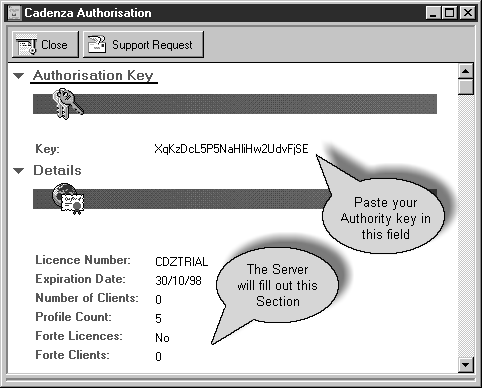 Cadenza Authorisation
Close
Support Request
Authorisation Key
Key: XqKzDcL5P5NaHliHw2UdvFjSE
Paste your
Authority key in
this field
Details
Licence Number: CDZTRIAL
Expiration Date: 30/10/98
Number of Clients: 0
Profile Count: 5
Forte Licences: No
Forte Clients: 0
The Server
will fill out this
Section